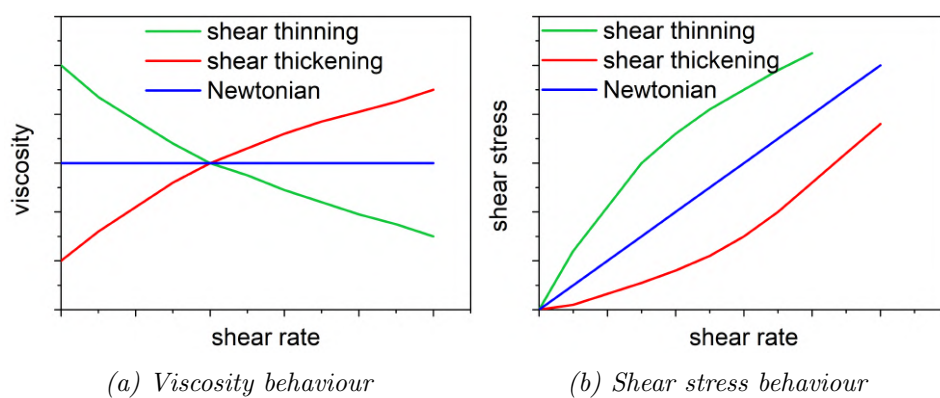 shear thinning
shear thickening
Newtonian
viscosity
shear rate
(a) Viscosity behaviour
shear thinning
shear thickening
Newtonian
shear stress
shear rate
(b) Shear stress behaviour